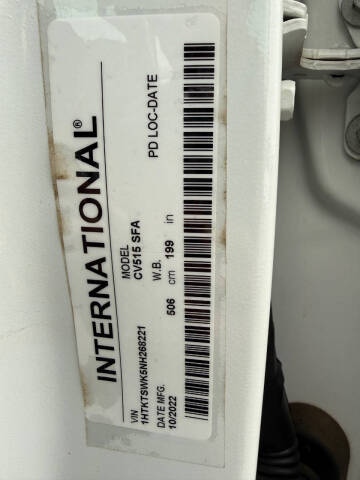 INTERNATIONAL®
VIN
1HTKTSWK5NH268221
MODEL
CV515 SFA
DATE MFG.
10/2022
W.B.
506 cm 199 in
PD LOC-DATE